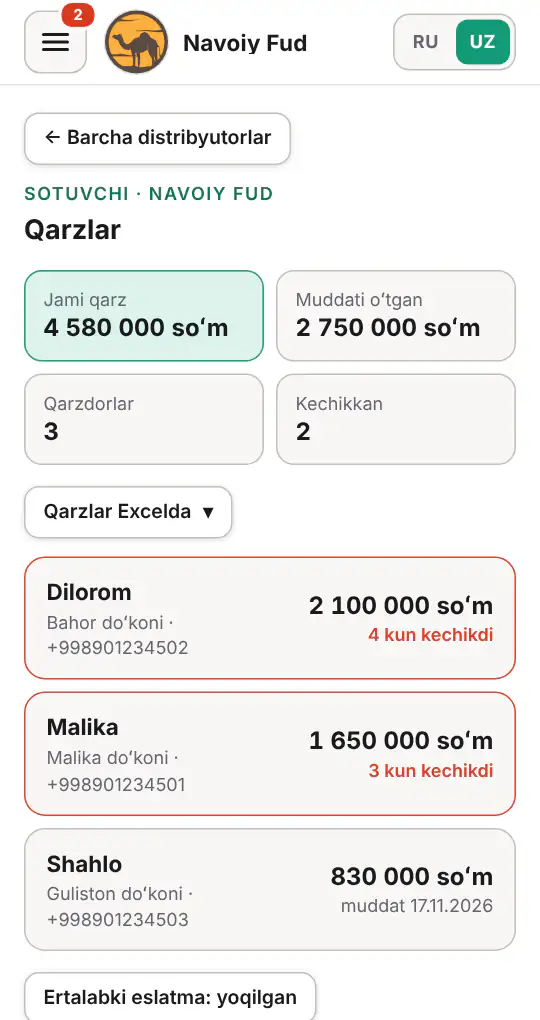 2
Navoiy Fud
RU UZ
← Barcha distribyutorlar
SOTUVCHI · NAVOIY FUD
Qarzlar
Jami qarz
4 580 000 soʻm
Muddati oʻtgan
2 750 000 soʻm
Qarzdorlar
3
Kechikkan
2
Qarzlar Excelda ▼
Dilorom
Bahor doʻkoni ·
+998901234502
2 100 000 soʻm
4 kun kechikdi
Malika
Malika doʻkoni ·
+998901234501
1 650 000 soʻm
3 kun kechikdi
Shahlo
Guliston doʻkoni ·
+998901234503
830 000 soʻm
muddat 17.11.2026
Ertalabki eslatma: yoqilgan